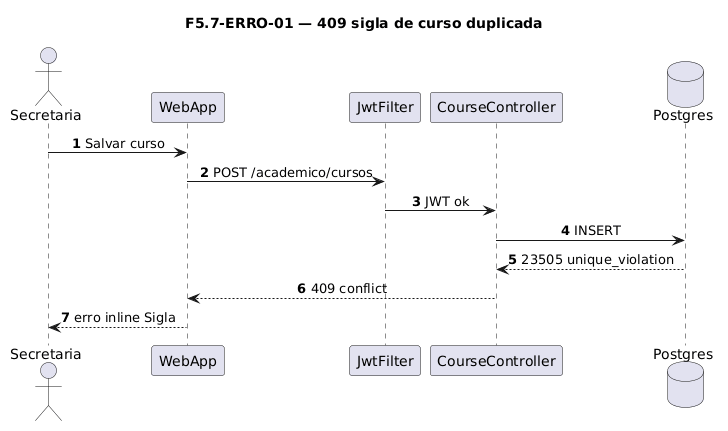 F5.7-ERRO-01 — 409 sigla de curso duplicada
Secretaria
WebApp
JwtFilter
CourseController
Postgres
1 Salvar curso
2 POST /academico/cursos
3 JWT ok
4 INSERT
5 23505 unique_violation
6 409 conflict
7 erro inline Sigla
Secretaria
WebApp
JwtFilter
CourseController
Postgres